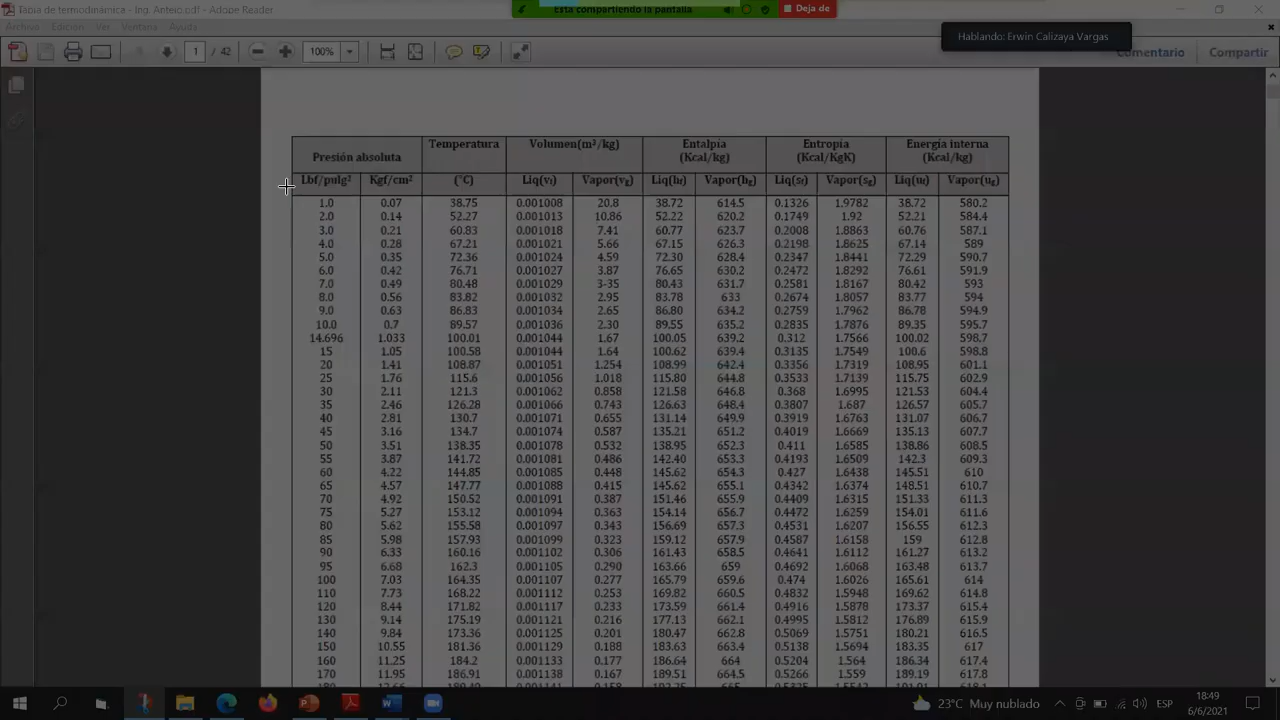 Tabla de termodinámica - Ing. Anteio.pdf - Adobe Reader
Está compartiendo la pantalla
Deja de
Archivo Edición Ver Ventana Ayuda
Hablando: Erwin Calizaya Vargas
1 / 42 100% Comentario Compartir
Presión absoluta Temperatura Volumen(m³/kg) Entalpía (Kcal/kg) Entropía (Kcal/KgK) Energía interna (Kcal/kg)
Lbf/pulg² Kgf/cm² (°C) Liq(vf) Vapor(vg) Liq(hf) Vapor(hg) Liq(sf) Vapor(sg) Liq(uf) Vapor(ug)
1.0 0.07 38.75 0.001008 20.8 38.72 614.5 0.1326 1.9782 38.72 580.2
2.0 0.14 52.27 0.001013 10.86 52.22 620.2 0.1749 1.92 52.21 584.4
3.0 0.21 60.83 0.001018 7.41 60.77 623.7 0.2008 1.8863 60.76 587.1
4.0 0.28 67.21 0.001021 5.66 67.15 626.3 0.2198 1.8625 67.14 589
5.0 0.35 72.36 0.001024 4.59 72.30 628.4 0.2347 1.8441 72.29 590.7
6.0 0.42 76.71 0.001027 3.87 76.65 630.2 0.2472 1.8292 76.61 591.9
7.0 0.49 80.48 0.001029 3-35 80.43 631.7 0.2581 1.8167 80.42 593
8.0 0.56 83.82 0.001032 2.95 83.78 633 0.2674 1.8057 83.77 594
9.0 0.63 86.83 0.001034 2.65 86.80 634.2 0.2759 1.7962 86.78 594.9
10.0 0.7 89.57 0.001036 2.30 89.55 635.2 0.2835 1.7876 89.35 595.7
14.696 1.033 100.01 0.001044 1.67 100.05 639.2 0.312 1.7566 100.02 598.7
15 1.05 100.58 0.001044 1.64 100.62 639.4 0.3135 1.7549 100.6 598.8
20 1.41 108.87 0.001051 1.254 108.99 642.4 0.3356 1.7319 108.95 601.1
25 1.76 115.6 0.001056 1.018 115.80 644.8 0.3533 1.7139 115.75 602.9
30 2.11 121.3 0.001062 0.858 121.58 646.8 0.368 1.6995 121.53 604.4
35 2.46 126.28 0.001066 0.743 126.63 648.4 0.3807 1.687 126.57 605.7
40 2.81 130.7 0.001071 0.655 131.14 649.9 0.3919 1.6763 131.07 606.7
45 3.16 134.7 0.001074 0.587 135.21 651.2 0.4019 1.6669 135.13 607.7
50 3.51 138.35 0.001078 0.532 138.95 652.3 0.411 1.6585 138.86 608.5
55 3.87 141.72 0.001081 0.486 142.40 653.3 0.4193 1.6509 142.3 609.3
60 4.22 144.85 0.001085 0.448 145.62 654.3 0.427 1.6438 145.51 610
65 4.57 147.77 0.001088 0.415 145.62 655.1 0.4342 1.6374 148.51 610.7
70 4.92 150.52 0.001091 0.387 151.46 655.9 0.4409 1.6315 151.33 611.3
75 5.27 153.12 0.001094 0.363 154.14 656.7 0.4472 1.6259 154.01 611.6
80 5.62 155.58 0.001097 0.343 156.69 657.3 0.4531 1.6207 156.55 612.3
85 5.98 157.93 0.001099 0.323 159.12 657.9 0.4587 1.6158 159 612.8
90 6.33 160.16 0.001102 0.306 161.43 658.5 0.4641 1.6112 161.27 613.2
95 6.68 162.3 0.001105 0.290 163.66 659 0.4692 1.6068 163.48 613.7
100 7.03 164.35 0.001107 0.277 165.79 659.6 0.474 1.6026 165.61 614
110 7.73 168.22 0.001112 0.253 169.82 660.5 0.4832 1.5948 169.62 614.8
120 8.44 171.82 0.001117 0.233 173.59 661.4 0.4916 1.5878 173.37 615.4
130 9.14 175.19 0.001121 0.216 177.13 662.1 0.4995 1.5812 176.89 615.9
140 9.84 173.36 0.001125 0.201 180.47 662.8 0.5069 1.5751 180.21 616.5
150 10.55 181.36 0.001129 0.188 183.63 663.4 0.5138 1.5694 183.35 617
160 11.25 184.2 0.001133 0.177 186.64 664 0.5204 1.564 186.34 617.4
170 11.95 186.91 0.001138 0.167 189.51 664.5 0.5266 1.559 189.19 617.8
23°C Muy nublado ESP 18:49
6/6/2021